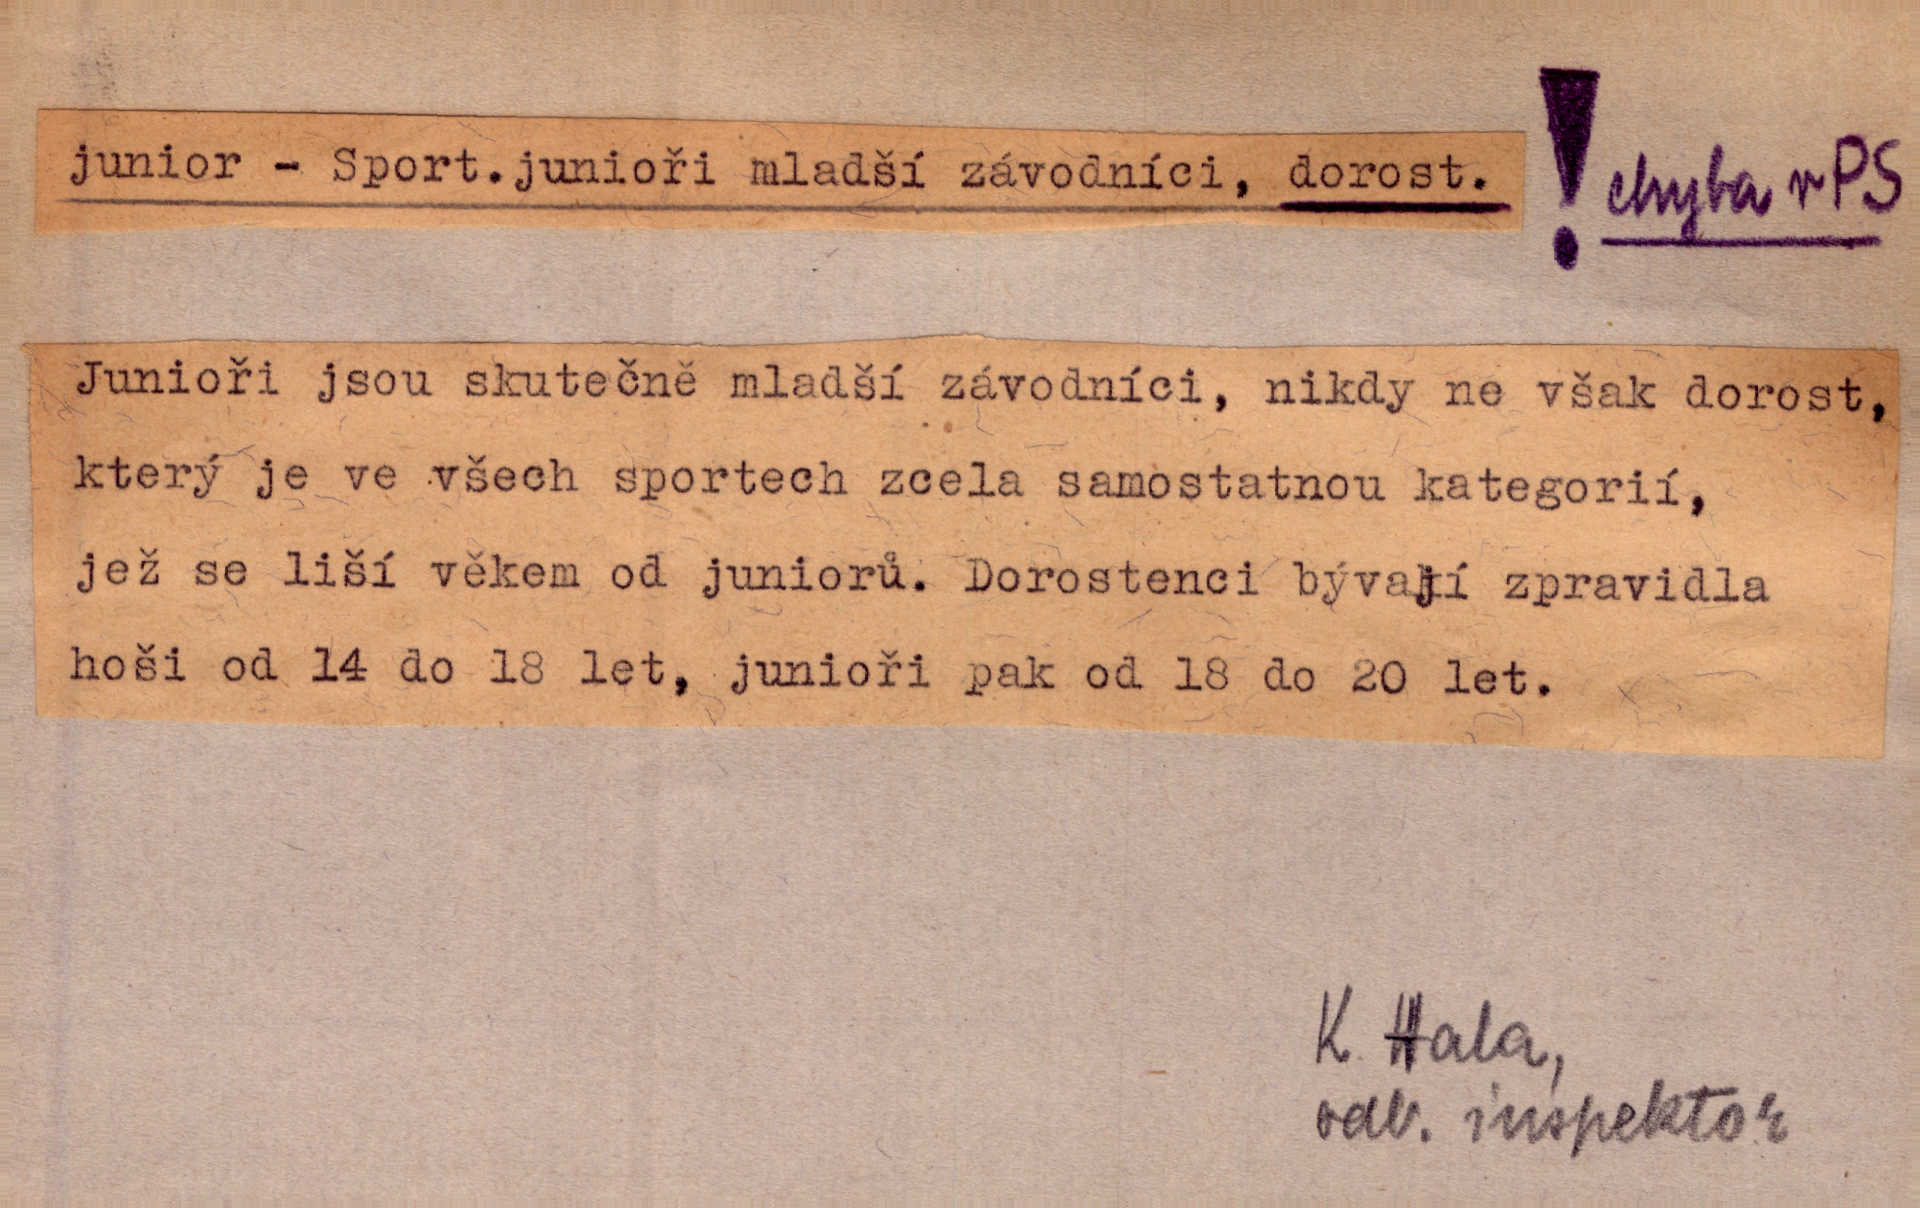 junior - Sport.junioři mladší závodníci, dorost. ! chyba v PS
Junioři jsou skutečně mladší závodníci, nikdy ne však dorost,
který je ve všech sportech zcela samostatnou kategorií,
jež se liší věkem od juniorů. Dorostenci bývají zpravidla
hoši od 14 do 18 let, junioři pak od 18 do 20 let.
K Hala,
odb. inspektor